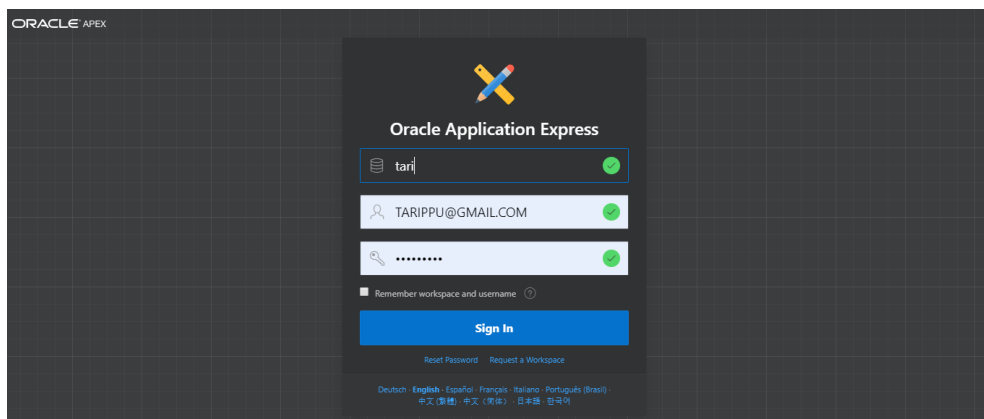 ORACLE APEX
Oracle Application Express
tari
TARIPPU@GMAIL.COM
•••••••••
Remember workspace and username ?
Sign In
Reset Password Request a Workspace
Deutsch · English · Español · Français · Italiano · Português (Brasil) ·
中文 (繁體) · 中文（简体） · 日本語 · 한국어